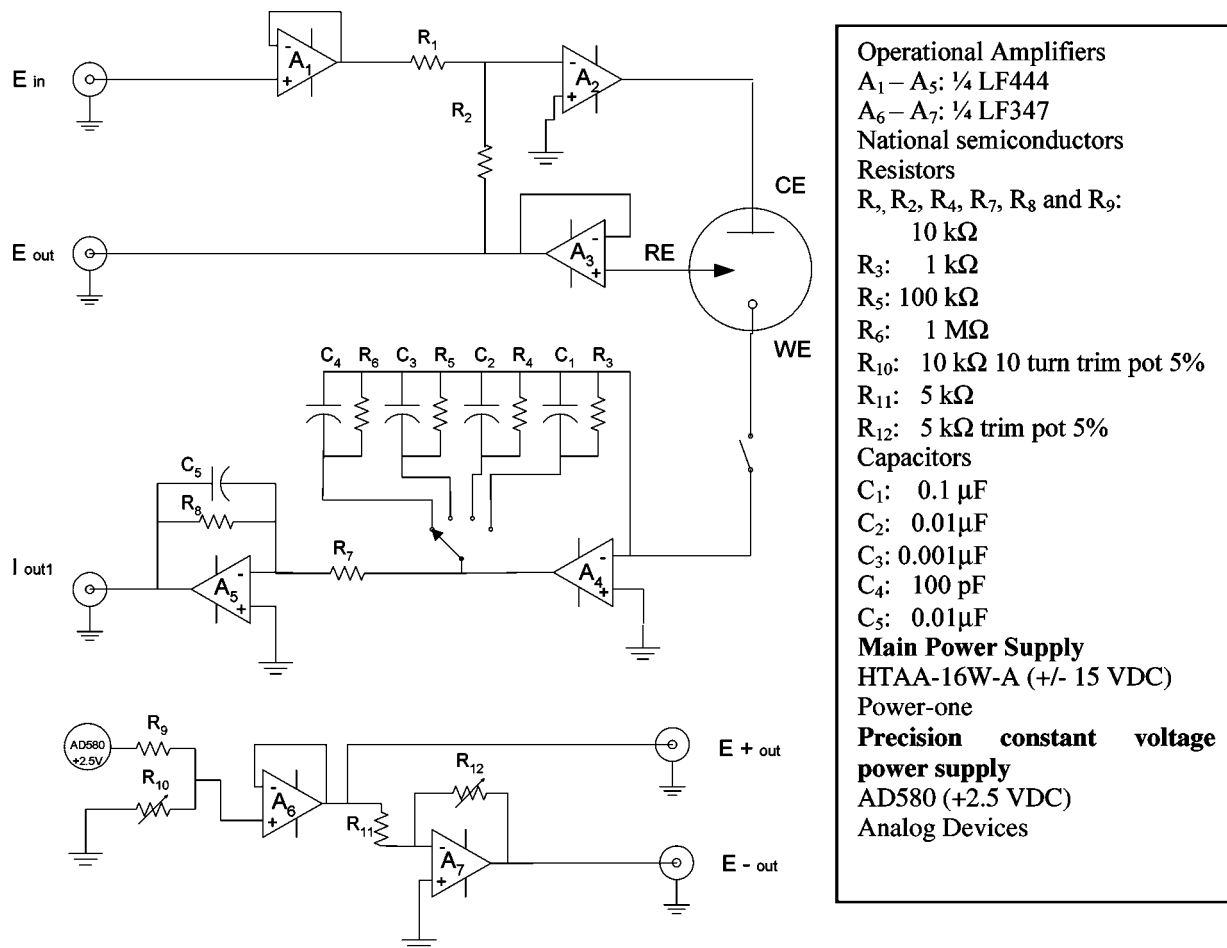 E in
A1
R1
R2
A2
CE
E out
A3
RE
WE
C4 R6 C3 R5 C2 R4 C1 R3
C5
R8
I out1
A5
R7
A4
AD580
+2.5V
R9
R10
A6
R11
R12
A7
E + out
E - out
Operational Amplifiers
A1 – A5: ¼ LF444
A6 – A7: ¼ LF347
National semiconductors
Resistors
R,, R2, R4, R7, R8 and R9:
10 kΩ
R3: 1 kΩ
R5: 100 kΩ
R6: 1 MΩ
R10: 10 kΩ 10 turn trim pot 5%
R11: 5 kΩ
R12: 5 kΩ trim pot 5%
Capacitors
C1: 0.1 μF
C2: 0.01μF
C3: 0.001μF
C4: 100 pF
C5: 0.01μF
Main Power Supply
HTAA-16W-A (+/- 15 VDC)
Power-one
Precision constant voltage
power supply
AD580 (+2.5 VDC)
Analog Devices